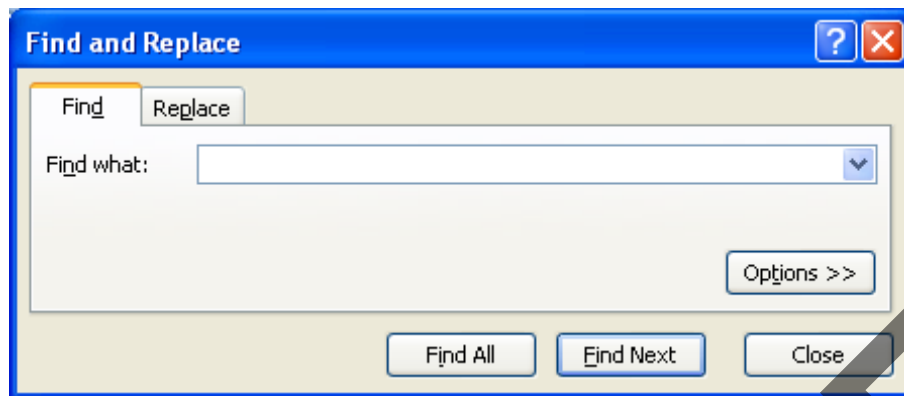 Find and Replace
?
Find Replace
Find what:
Options >>
Find All Find Next Close